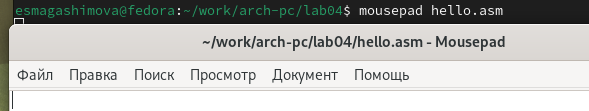 esmagashimova@fedora:~/work/arch-pc/lab04$ mousepad hello.asm
~/work/arch-pc/lab04/hello.asm - Mousepad
Файл Правка Поиск Просмотр Документ Помощь